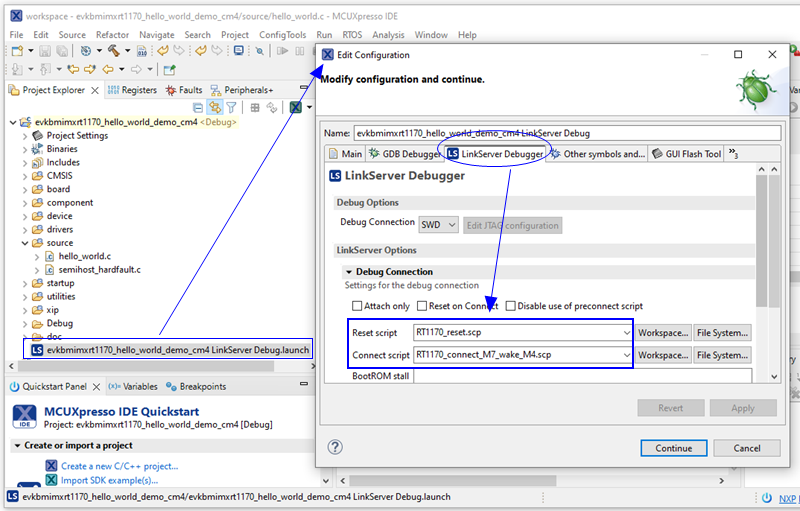 workspace - evkbmimxrt1170_hello_world_demo_cm4/source/hello_world.c - MCUXpresso IDE
File Edit Source Refactor Navigate Search Project ConfigTools Run RTOS Analysis Window Help
Project Explorer Registers Faults Peripherals+
evkbmimxrt1170_hello_world_demo_cm4 <Debug>
Project Settings
Binaries
Includes
CMSIS
board
component
device
drivers
source
hello_world.c
semihost_hardfault.c
startup
utilities
xip
Debug
doc
LS evkbmimxrt1170_hello_world_demo_cm4 LinkServer Debug.launch
Quickstart Panel (x)= Variables Breakpoints
IDE
MCUXpresso IDE Quickstart
Project: evkbmimxrt1170_hello_world_demo_cm4 [Debug]
Create or import a project
Create a new C/C++ project...
Import SDK example(s)...
LS evkbmimxrt1170_hello_world_demo_cm4/evkbmimxrt1170_hello_world_demo_cm4 LinkServer Debug.launch
NXP
Edit Configuration
Modify configuration and continue.
Name: evkbmimxrt1170_hello_world_demo_cm4 LinkServer Debug
Main GDB Debugger LS LinkServer Debugger Other symbols and... GUI Flash Tool »3
LS LinkServer Debugger
Debug Options
Debug Connection SWD Edit JTAG configuration
LinkServer Options
Debug Connection
Settings for the debug connection
Attach only Reset on Connect Disable use of preconnect script
Reset script RT1170_reset.scp Workspace... File System...
Connect script RT1170_connect_M7_wake_M4.scp Workspace... File System...
BootROM stall
Revert Apply
? Continue Cancel